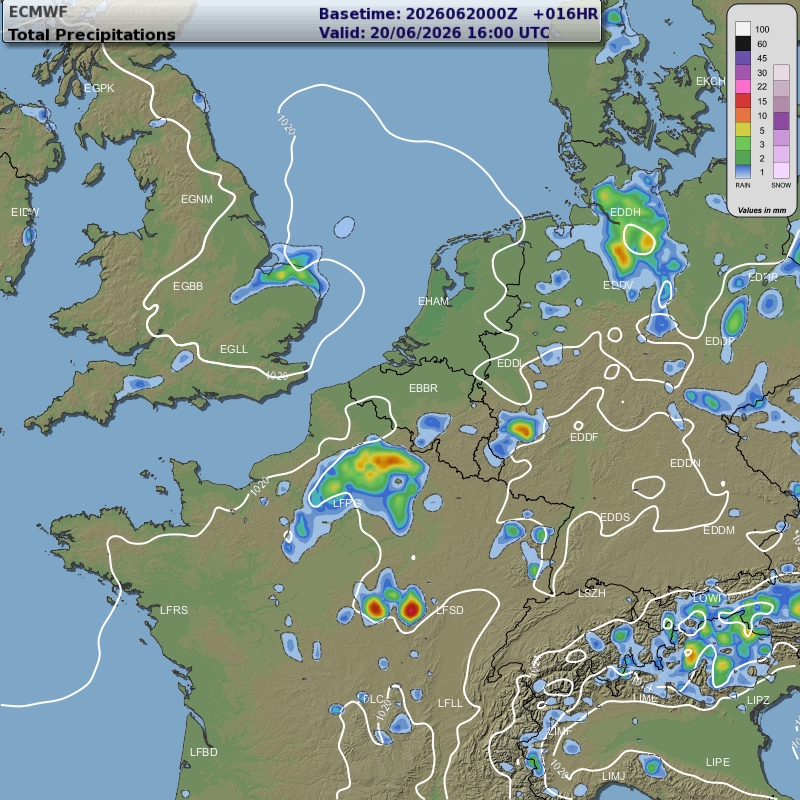 ECMWF
Basetime: 2026062000Z +016HR
Total Precipitations
Valid: 20/06/2026 16:00 UTC
100
60
45
30
22
15
10
5
3
2
1
RAIN
SNOW
Values in mm
EGPK
EKCH
EGNM
EIDW
EDDH
EGBB
EDDV
EHAM
EGLL
EDDL
EBBR
EDDF
EDDN
LFPG
EDDS
EDDM
LSZH
LOWI
LFRS
LFSD
LFLL
LIPZ
LIMF
LFBD
LIPE
LIMJ
1020
1020
1020
1020
1020